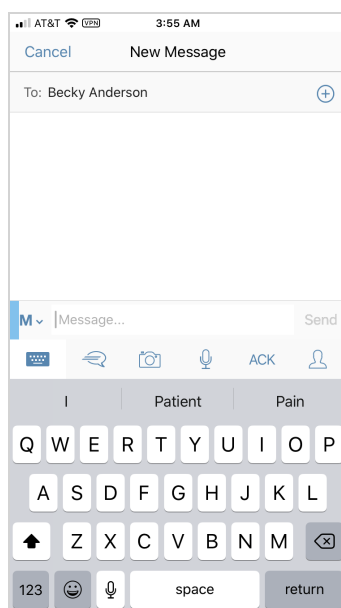 AT&T VPN 3:55 AM
Cancel New Message
To: Becky Anderson
M Message... Send
ACK
I Patient Pain
Q W E R T Y U I O P
A S D F G H J K L
Z X C V B N M
123 space return